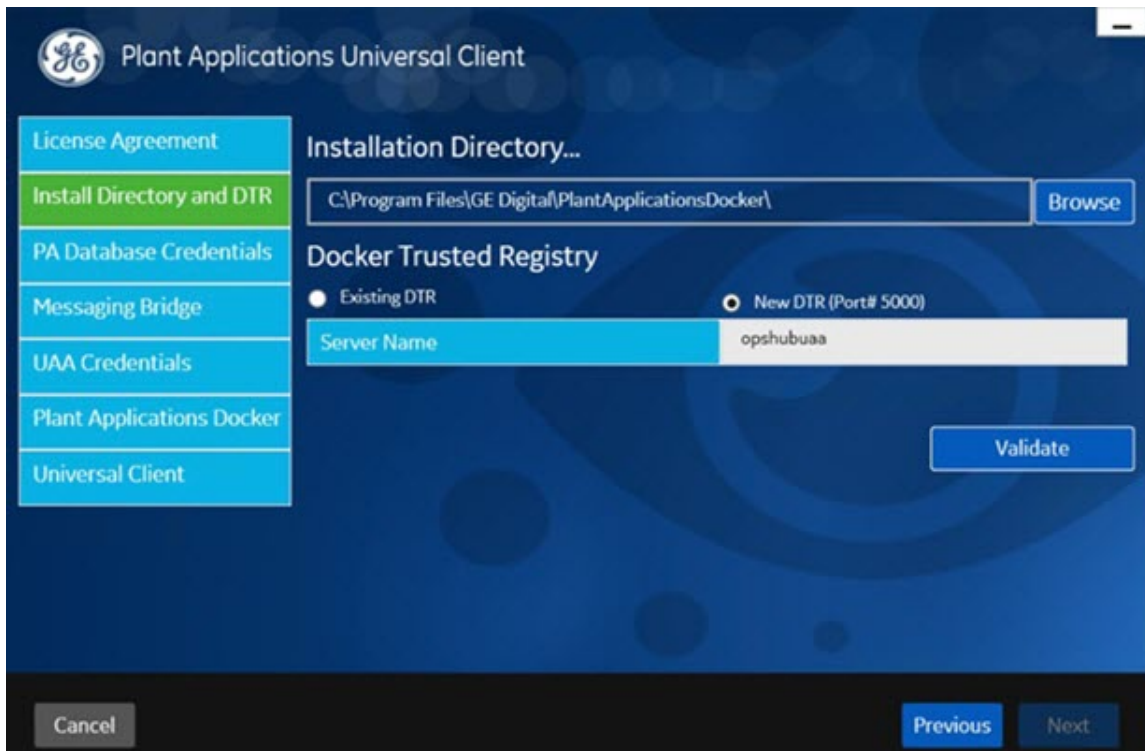 GE
Plant Applications Universal Client
License Agreement
Install Directory and DTR
PA Database Credentials
Messaging Bridge
UAA Credentials
Plant Applications Docker
Universal Client
Installation Directory...
C:\Program Files\GE Digital\PlantApplicationsDocker\
Browse
Docker Trusted Registry
Existing DTR
New DTR (Port# 5000)
Server Name
opshubuaa
Validate
Cancel
Previous
Next